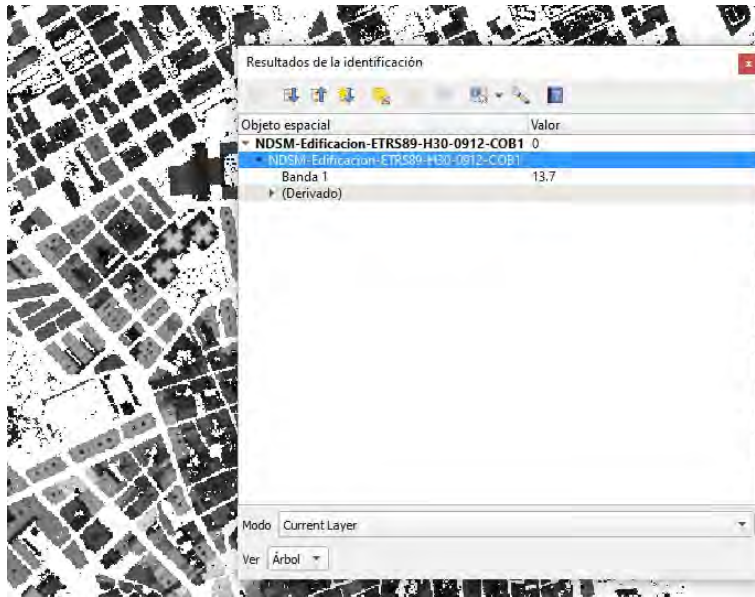 Resultados de la identificación
x
Objeto espacial Valor
NDSM-Edificacion-ETRS89-H30-0912-COB1 0
NDSM-Edificacion-ETRS89-H30-0912-COB1
Banda 1 13.7
(Derivado)
Modo Current Layer
Ver Árbol